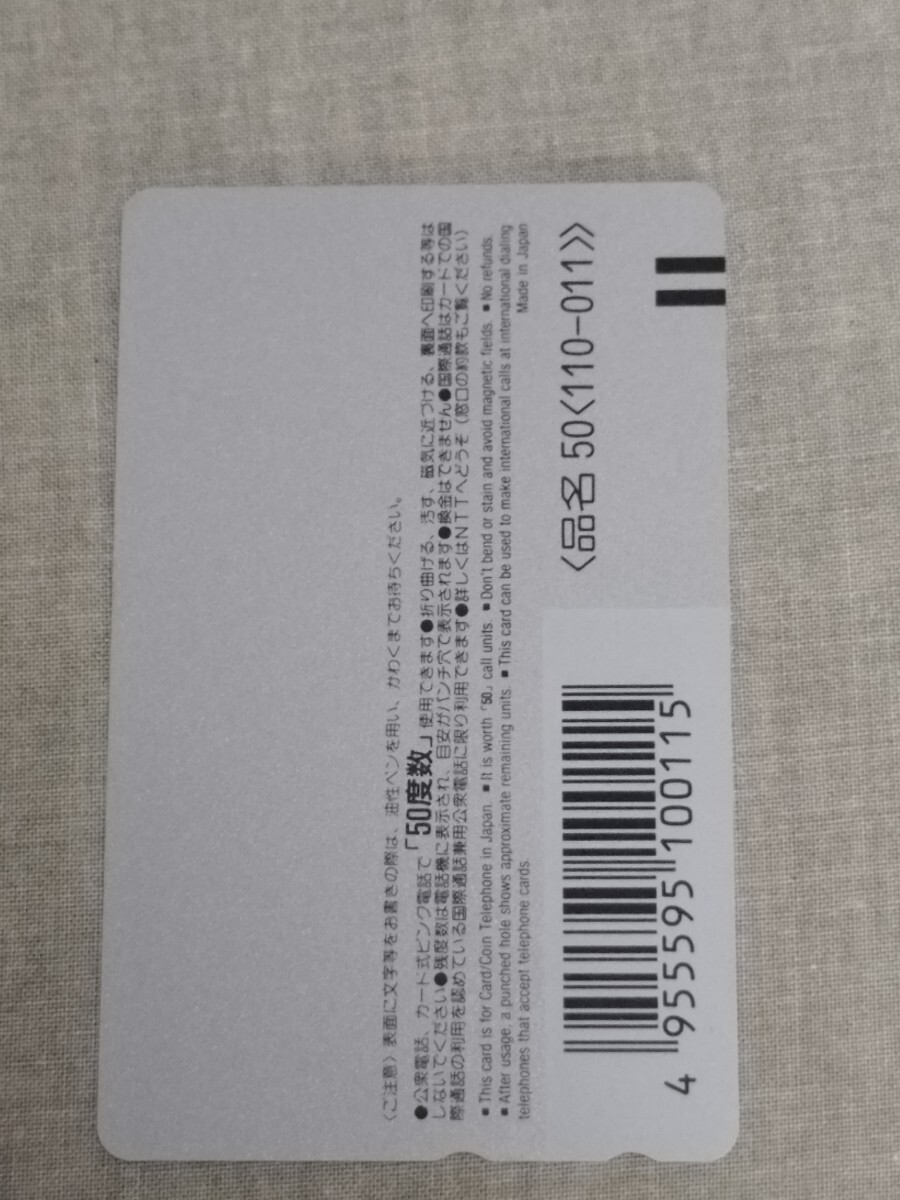 〈ご注意〉表面に文字等をお書きの際は、油性ペンを用い、かわくまでお待ちください。
●公衆電話、カード式ピンク電話で「50度数」使用できます●折り曲げる、汚す、磁気に近づける、裏面へ印刷する等は
しないでください●残度数は電話機に表示され、目安がパンチ穴で表示されます●換金はできません●国際通話はカードでの国
際通話の利用を認めている国際通話兼用公衆電話に限り利用できます●詳しくはNTTへどうぞ（窓口の約款もご覧ください）
■This card is for Card/Coin Telephone in Japan. ■It is worth「50」call units. ■Don't bend or stain and avoid magnetic fields. ■No refunds.
■After usage, a punched hole shows approximate remaining units. ■This card can be used to make international calls at international dialing
telephones that accept telephone cards. Made in Japan
〈品名 50〈110-011〉〉
4 955595 100115